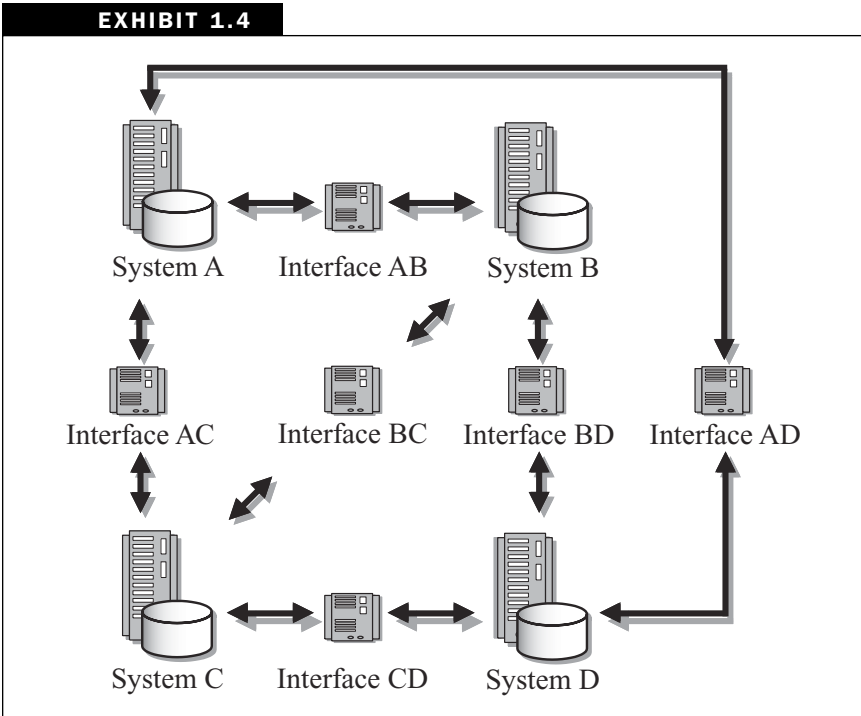 EXHIBIT 1.4
System A
Interface AB
System B
Interface AC
Interface BC
Interface BD
Interface AD
System C
Interface CD
System D